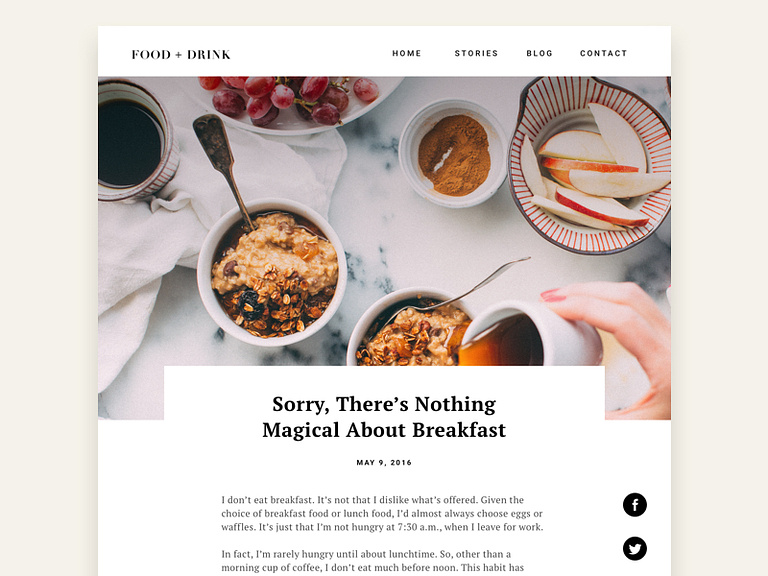 FOOD + DRINK
HOME STORIES BLOG CONTACT
Sorry, There’s Nothing
Magical About Breakfast
MAY 9, 2016
I don’t eat breakfast. It’s not that I dislike what’s offered. Given the
choice of breakfast food or lunch food, I’d almost always choose eggs or
waffles. It’s just that I’m not hungry at 7:30 a.m., when I leave for work.
In fact, I’m rarely hungry until about lunchtime. So, other than a
morning cup of coffee, I don’t eat much before noon. This habit has